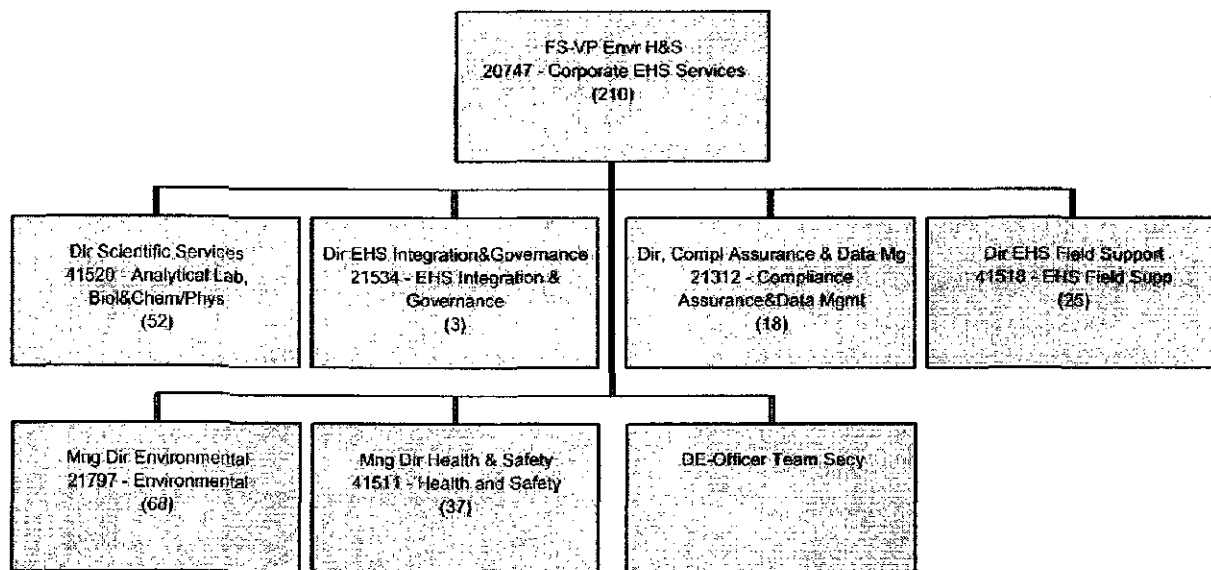 FS-VP Envr H&S
20747 - Corporate EHS Services
(210)
Dir Scientific Services
41520 - Analytical Lab,
Biol&Chem/Phys
(52)
Dir EHS Integration&Governance
21534 - EHS Integration &
Governance
(3)
Dir, Compl Assurance & Data Mg
21312 - Compliance
Assurance&Data Mgmt
(18)
Dir EHS Field Support
41518 - EHS Field Supp
(25)
Mng Dir Environmental
21797 - Environmental
(68)
Mng Dir Health & Safety
41511 - Health and Safety
(37)
DE-Officer Team Secy